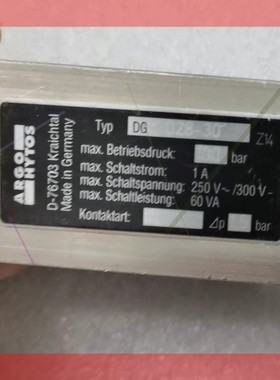 ARGO
HYTOS
D-76703 Kraichtal
Made in Germany
Typ DG
Z14
max. Betriebsdruck: bar
max. Schaltstrom: 1 A
max. Schaltspannung: 250 V~ /300 V-
max. Schaltleistung: 60 VA
Kontaktart: Δp bar